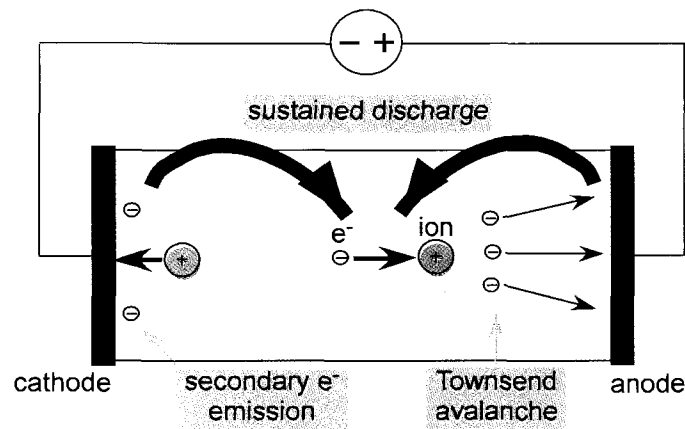 − +
sustained discharge
e⁻
ion
cathode
secondary e⁻
emission
Townsend
avalanche
anode